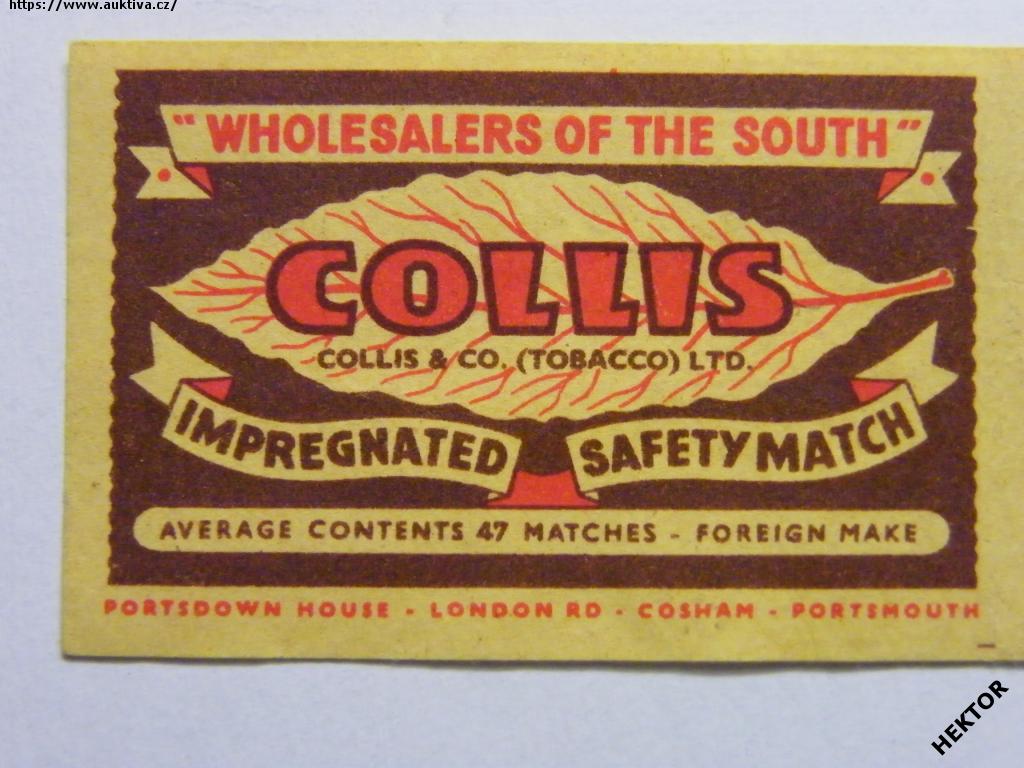 https://www.auktiva.cz/
"WHOLESALERS OF THE SOUTH"
COLLIS
COLLIS & CO. (TOBACCO) LTD.
IMPREGNATED SAFETY MATCH
AVERAGE CONTENTS 47 MATCHES - FOREIGN MAKE
PORTSDOWN HOUSE - LONDON RD - COSHAM - PORTSMOUTH
HEKTOR